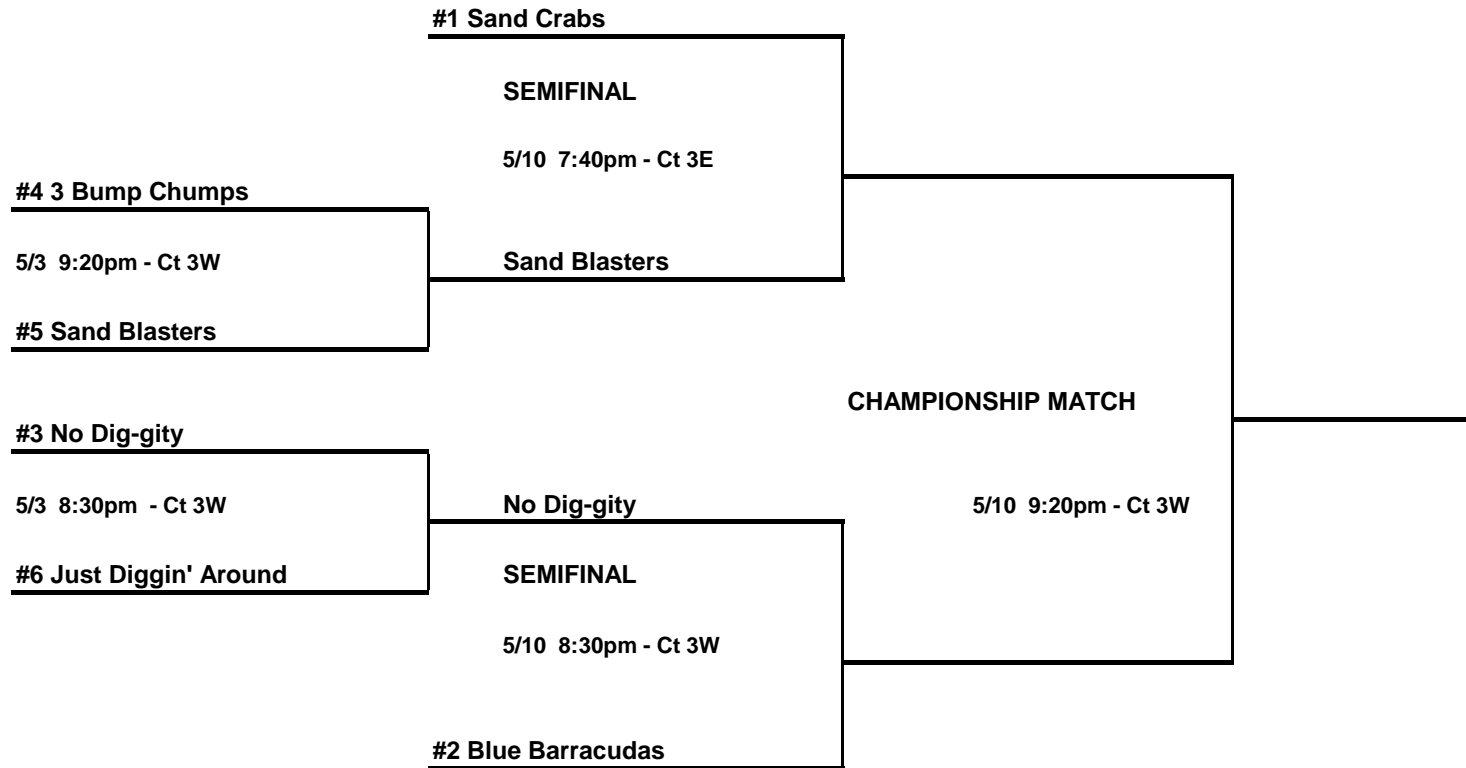 #1 Sand Crabs
SEMIFINAL
5/10 7:40pm - Ct 3E
#4 3 Bump Chumps
5/3 9:20pm - Ct 3W
Sand Blasters
#5 Sand Blasters
CHAMPIONSHIP MATCH
#3 No Dig-gity
5/3 8:30pm - Ct 3W
No Dig-gity
5/10 9:20pm - Ct 3W
#6 Just Diggin' Around
SEMIFINAL
5/10 8:30pm - Ct 3W
#2 Blue Barracudas